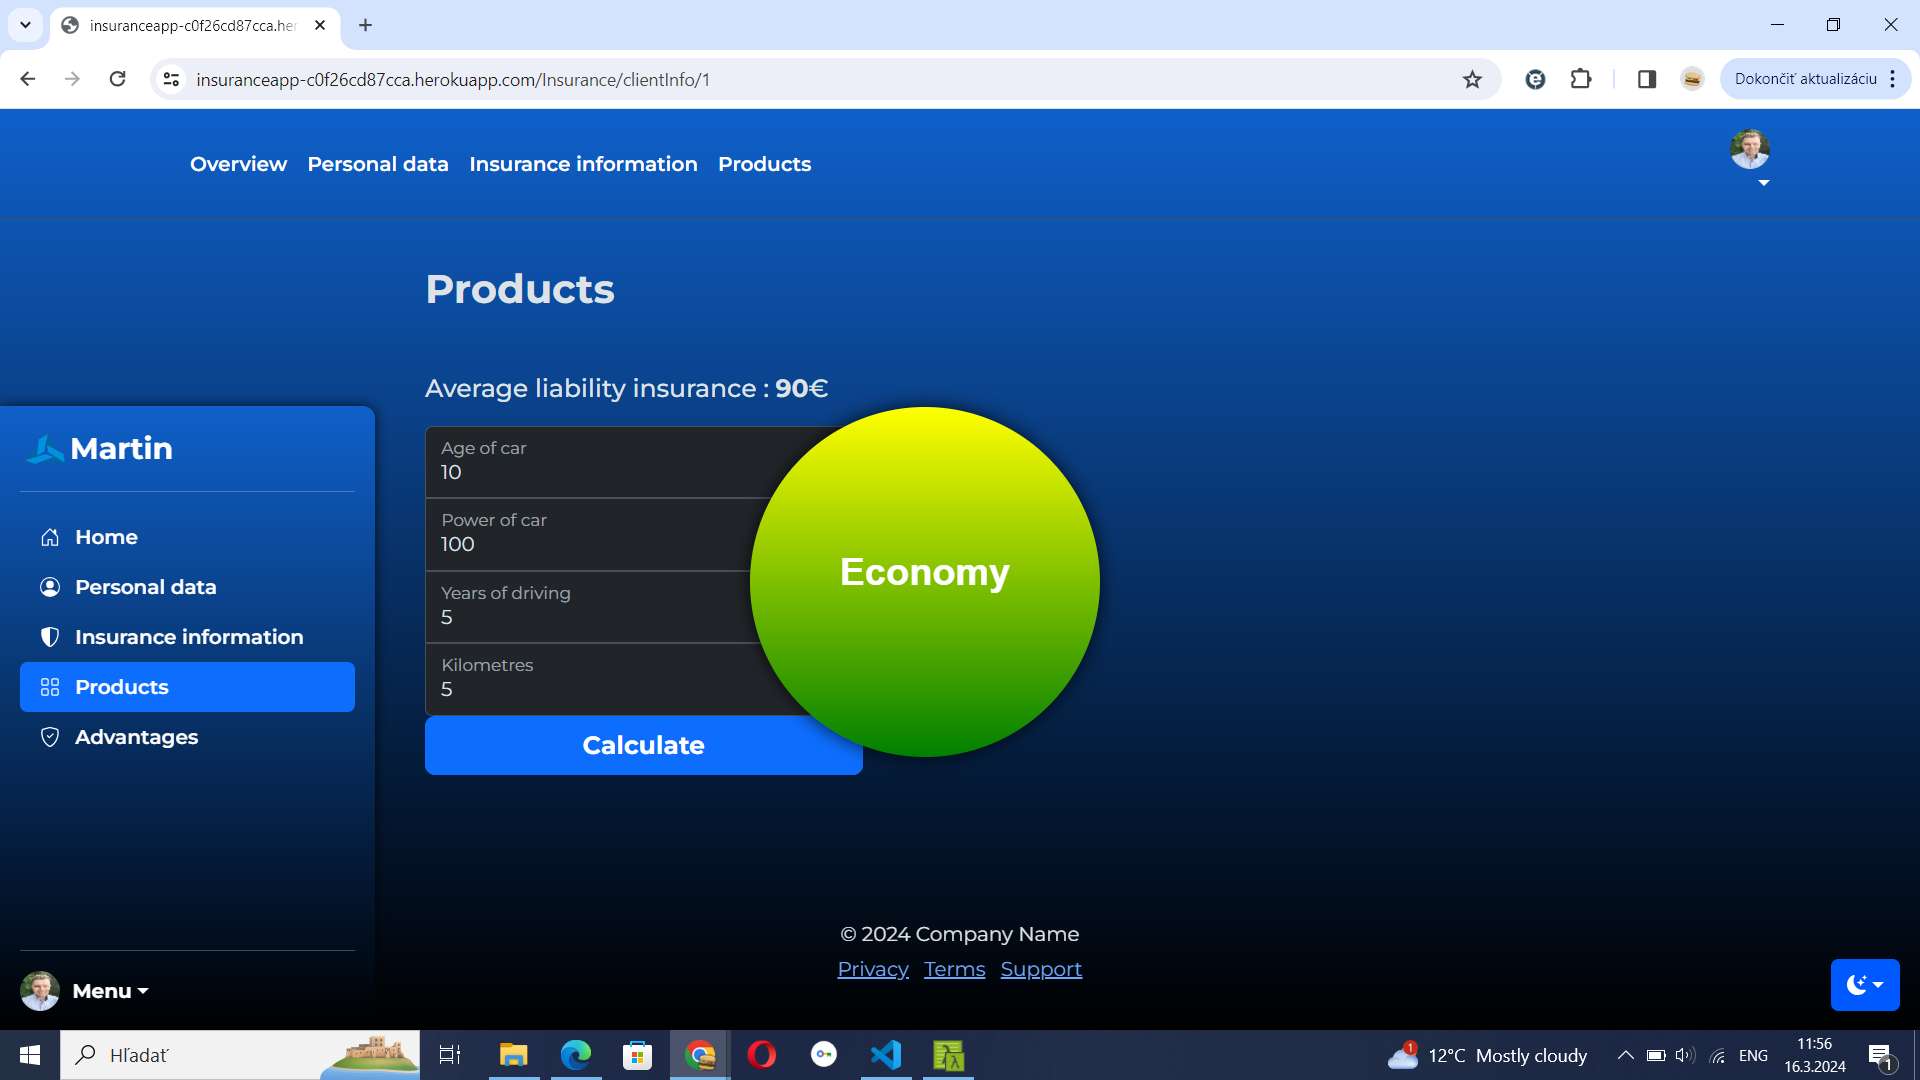 insuranceapp-c0f26cd87cca.her
insuranceapp-c0f26cd87cca.herokuapp.com/Insurance/clientInfo/1
Dokončiť aktualizáciu
Overview Personal data Insurance information Products
Products
Average liability insurance : 90€
Age of car
10
Power of car
100
Years of driving
5
Kilometres
5
Calculate
Economy
Martin
Home
Personal data
Insurance information
Products
Advantages
Menu
© 2024 Company Name
Privacy Terms Support
Hľadať
1
12°C Mostly cloudy
ENG
11:56
16.3.2024
1